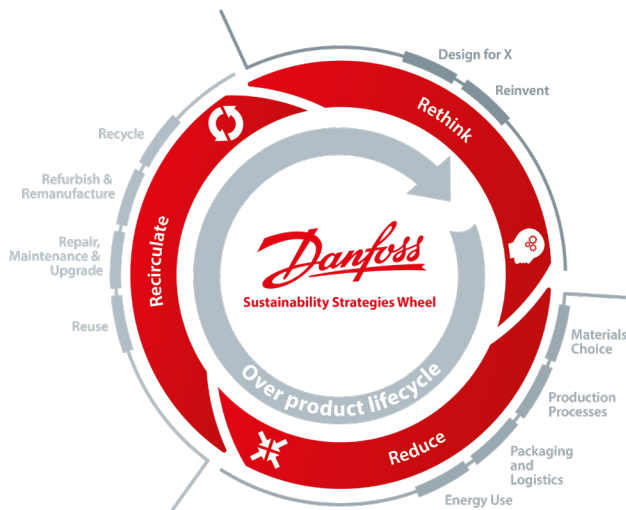 Design for X
Reinvent
Rethink
Recycle
Refurbish &
Remanufacture
Repair,
Maintenance &
Upgrade
Reuse
Recirculate
Danfoss
Sustainability Strategies Wheel
Over product lifecycle
Materials
Choice
Production
Processes
Packaging
and
Logistics
Energy Use
Reduce